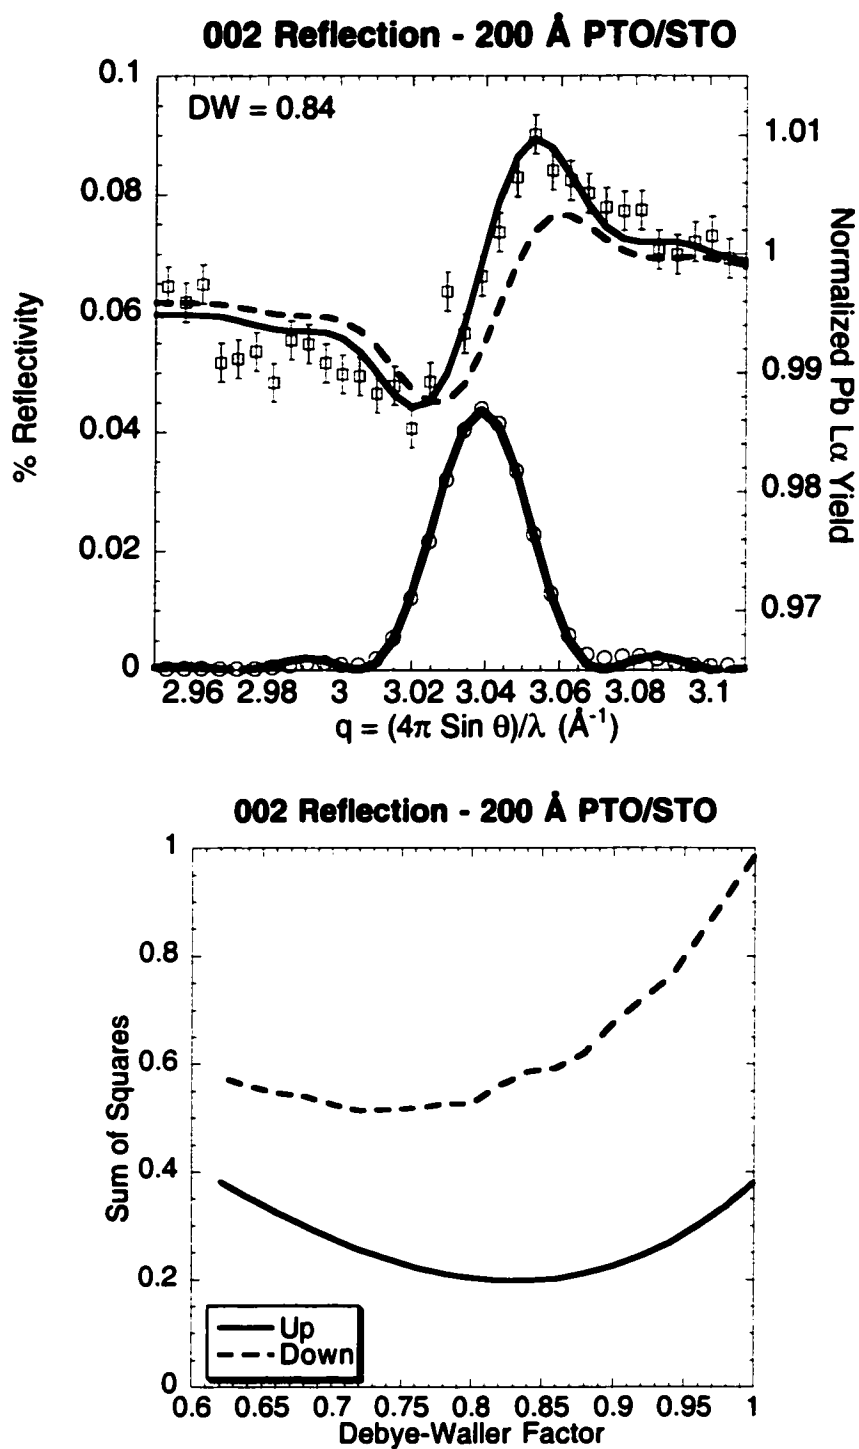 002 Reflection - 200 Å PTO/STO
DW = 0.84
0.1
0.08
0.06
0.04
0.02
0
% Reflectivity
1.01
1
0.99
0.98
0.97
Normalized Pb Lα Yield
2.96 2.98 3 3.02 3.04 3.06 3.08 3.1
q = (4π Sin θ)/λ (Å⁻¹)
002 Reflection - 200 Å PTO/STO
1
0.8
0.6
0.4
0.2
0
Sum of Squares
Up
Down
0.6 0.65 0.7 0.75 0.8 0.85 0.9 0.95 1
Debye-Waller Factor